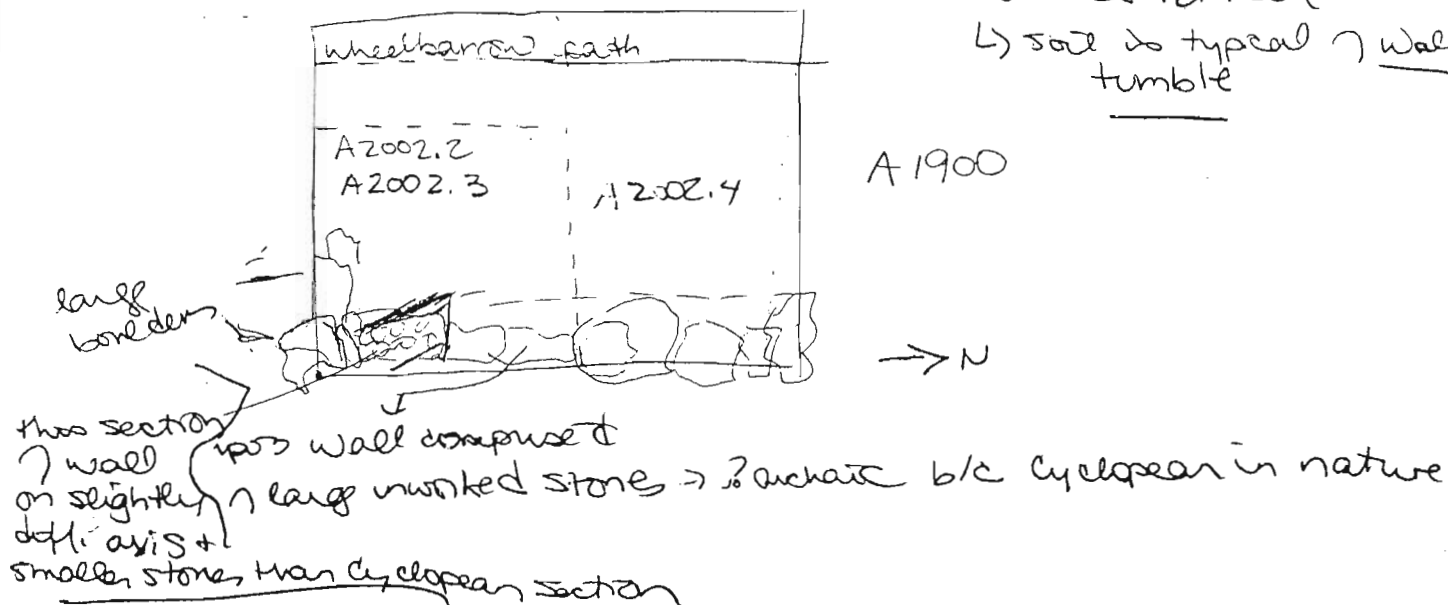 wheelbarrow path
↳ soil is typical of wall
tumble
A2002.2
A2002.3
A2002.4
A1900
large
boulders
→ N
this section
of wall
on slightly
diff. axis +
smaller stones than cyclopean section
wall comprised
of large unworked stones → ? archaic b/c cyclopean in nature